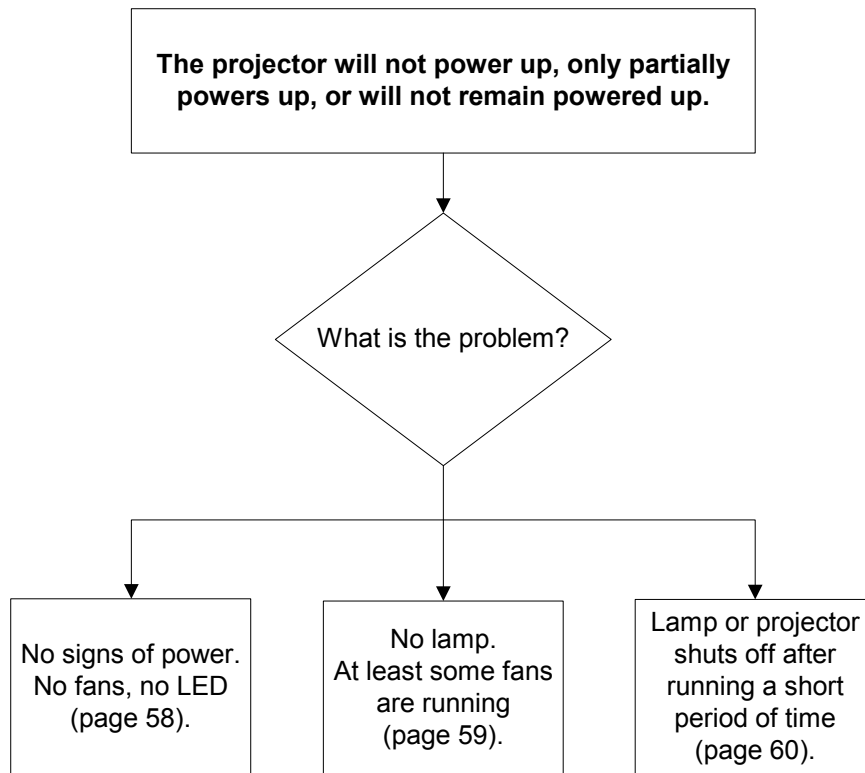 The projector will not power up, only partially
powers up, or will not remain powered up.
What is the problem?
No signs of power.
No fans, no LED
(page 58).
No lamp.
At least some fans
are running
(page 59).
Lamp or projector
shuts off after
running a short
period of time
(page 60).